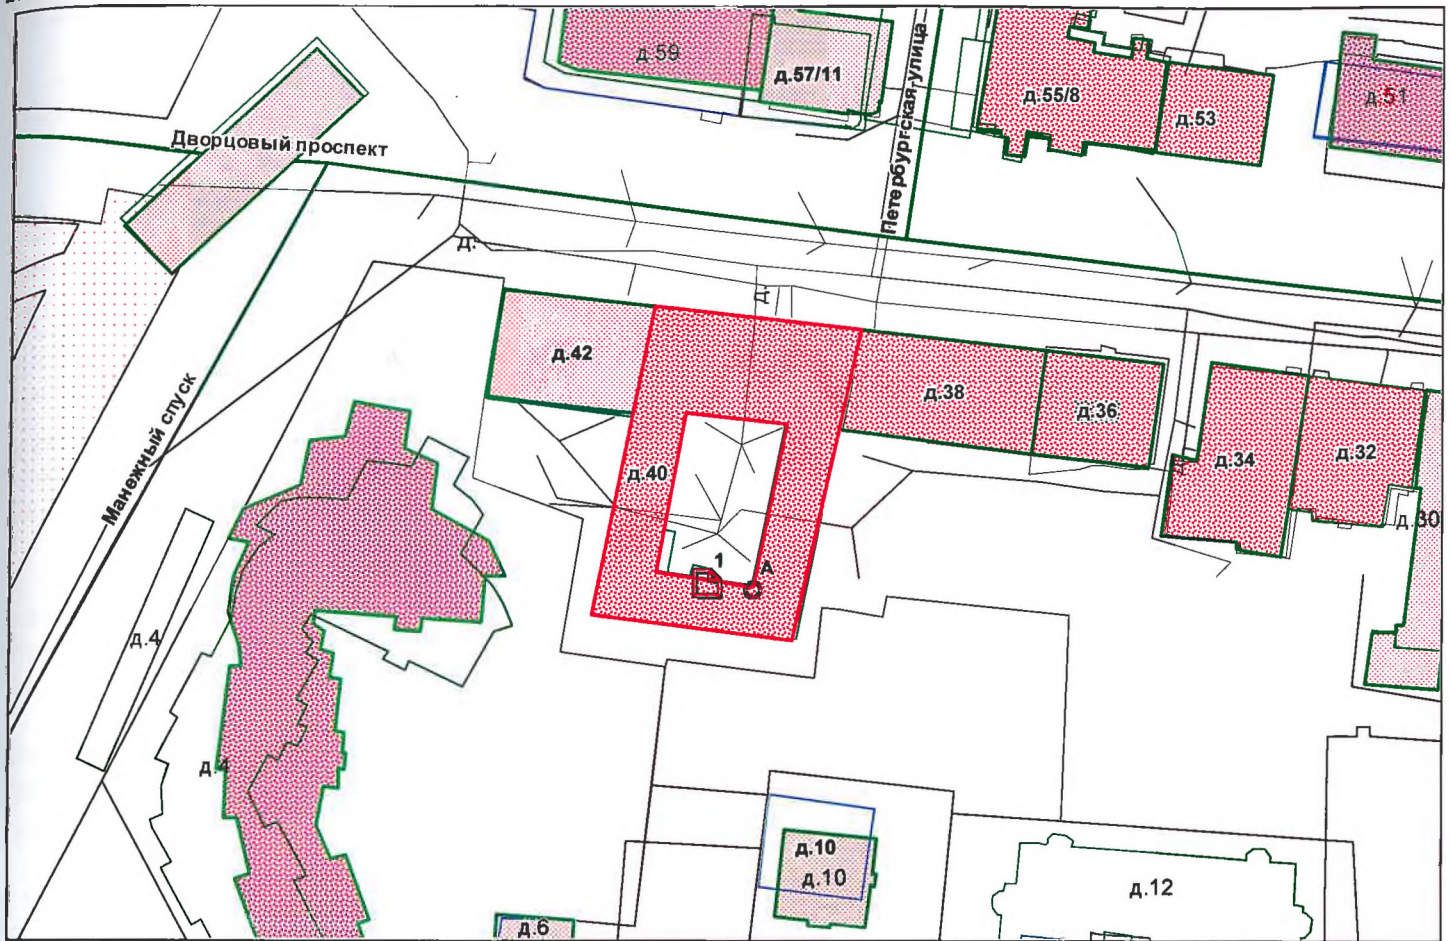 д.59
д.57/11
Петербургская улица
д.55/8
д.53
д.51
Дворцовый проспект
д.
д.
д.42
д.38
д.36
д.34
д.32
д.30
д.40
Манежный спуск
1
А
д.4
д.4
д.10
д.10
д.12
д.6